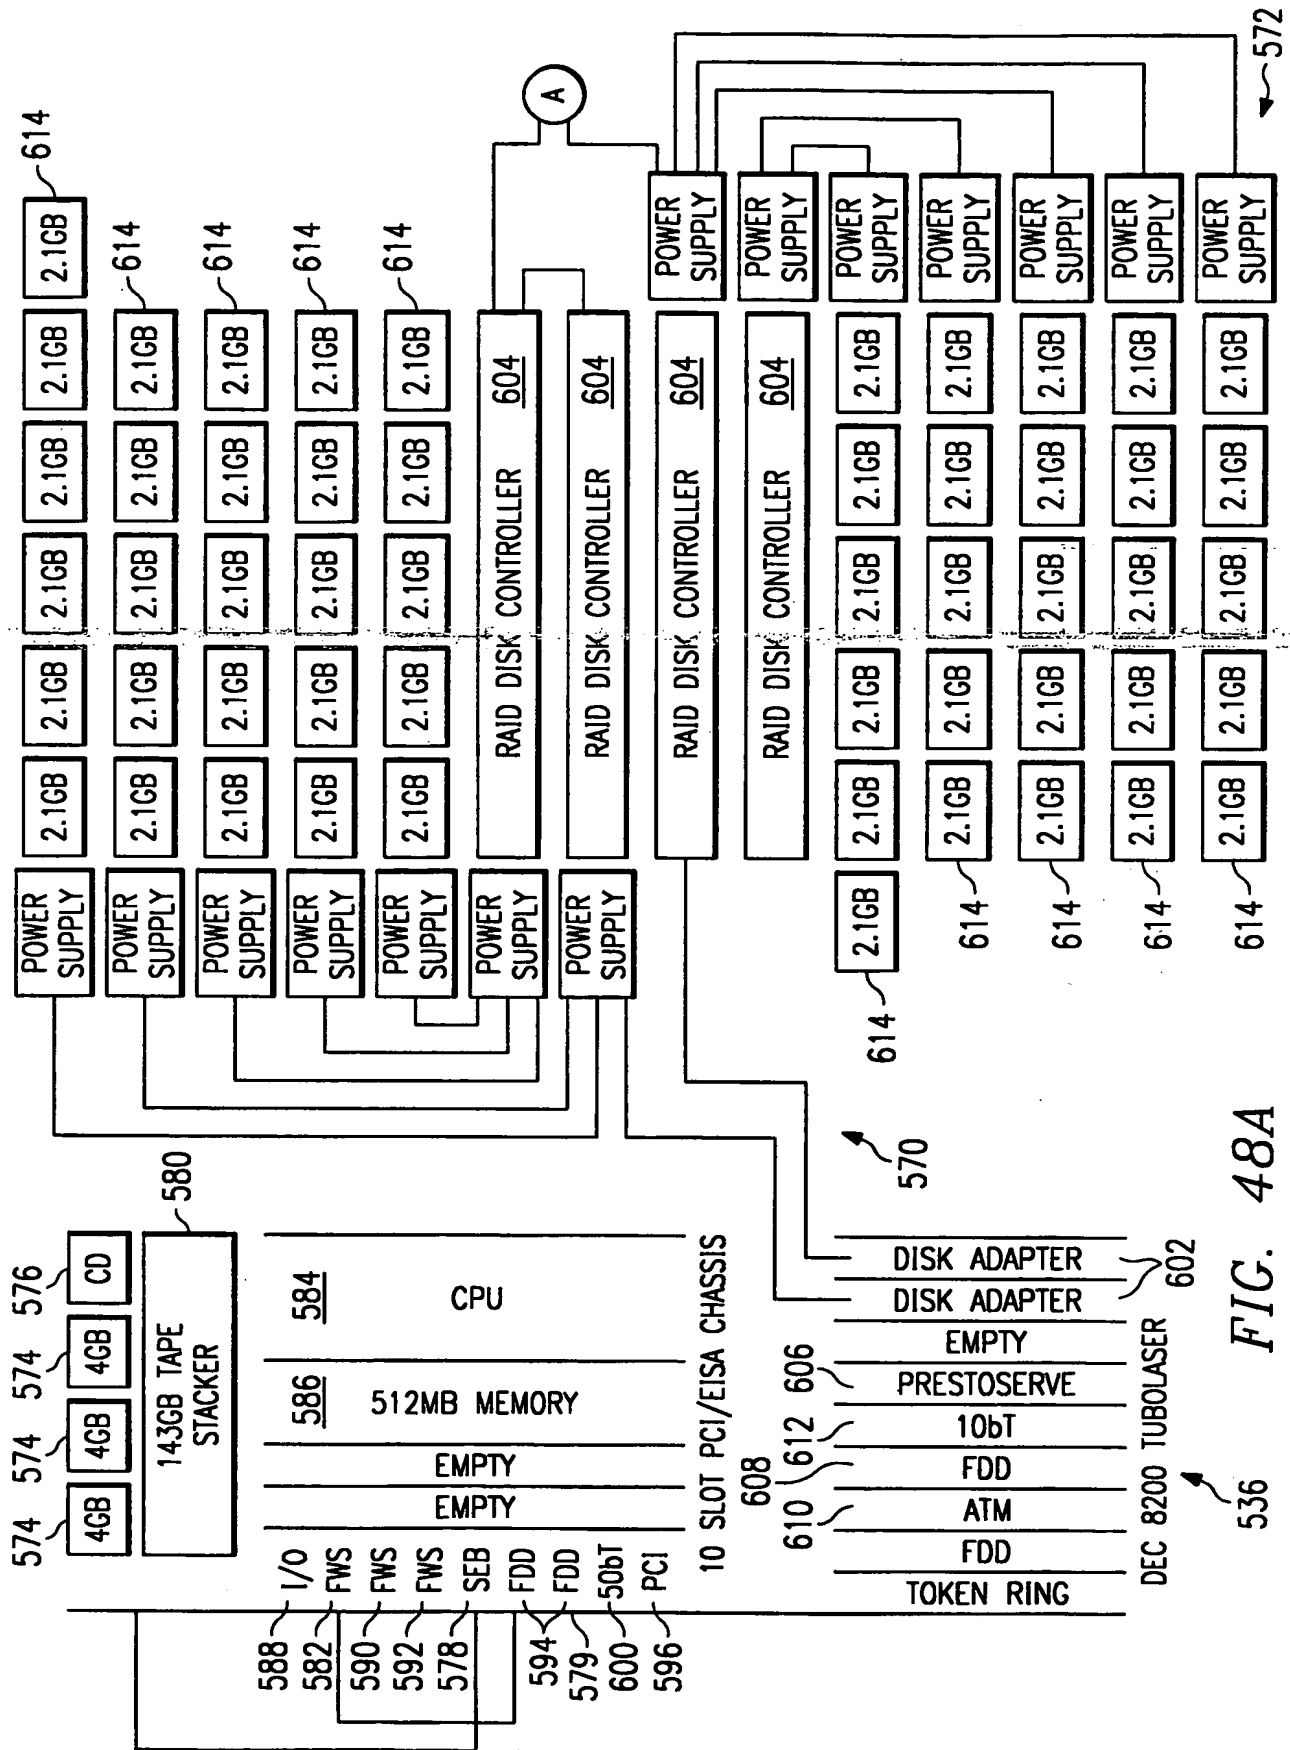 574 574 574 576
4GB 4GB 4GB CD
143GB TAPE
STACKER
580
588 I/O
582 FWS
590 FWS
592 FWS
578 SEB
594 FDD
579 FDD
600 50bT
596 PCI
EMPTY
EMPTY
586
512MB MEMORY
584
CPU
10 SLOT PCI/EISA CHASSIS
608
610 612 606
TOKEN RING
FDD
ATM
FDD
10bT
PRESTOSERVE
EMPTY
DISK ADAPTER
DISK ADAPTER
602
DEC 8200 TUBOLASER
536
570
POWER
SUPPLY
2.1GB 2.1GB 2.1GB 2.1GB 2.1GB 2.1GB 614
POWER
SUPPLY
2.1GB 2.1GB 2.1GB 2.1GB 2.1GB 614
POWER
SUPPLY
2.1GB 2.1GB 2.1GB 2.1GB 2.1GB 614
POWER
SUPPLY
2.1GB 2.1GB 2.1GB 2.1GB 2.1GB 614
POWER
SUPPLY
2.1GB 2.1GB 2.1GB 2.1GB 2.1GB 614
POWER
SUPPLY
RAID DISK CONTROLLER 604
POWER
SUPPLY
RAID DISK CONTROLLER 604
A
RAID DISK CONTROLLER 604
POWER
SUPPLY
RAID DISK CONTROLLER 604
POWER
SUPPLY
614 2.1GB 2.1GB 2.1GB 2.1GB 2.1GB 2.1GB
POWER
SUPPLY
614 2.1GB 2.1GB 2.1GB 2.1GB 2.1GB
POWER
SUPPLY
614 2.1GB 2.1GB 2.1GB 2.1GB 2.1GB
POWER
SUPPLY
614 2.1GB 2.1GB 2.1GB 2.1GB 2.1GB
POWER
SUPPLY
614 2.1GB 2.1GB 2.1GB 2.1GB 2.1GB
POWER
SUPPLY
572
FIG. 48A